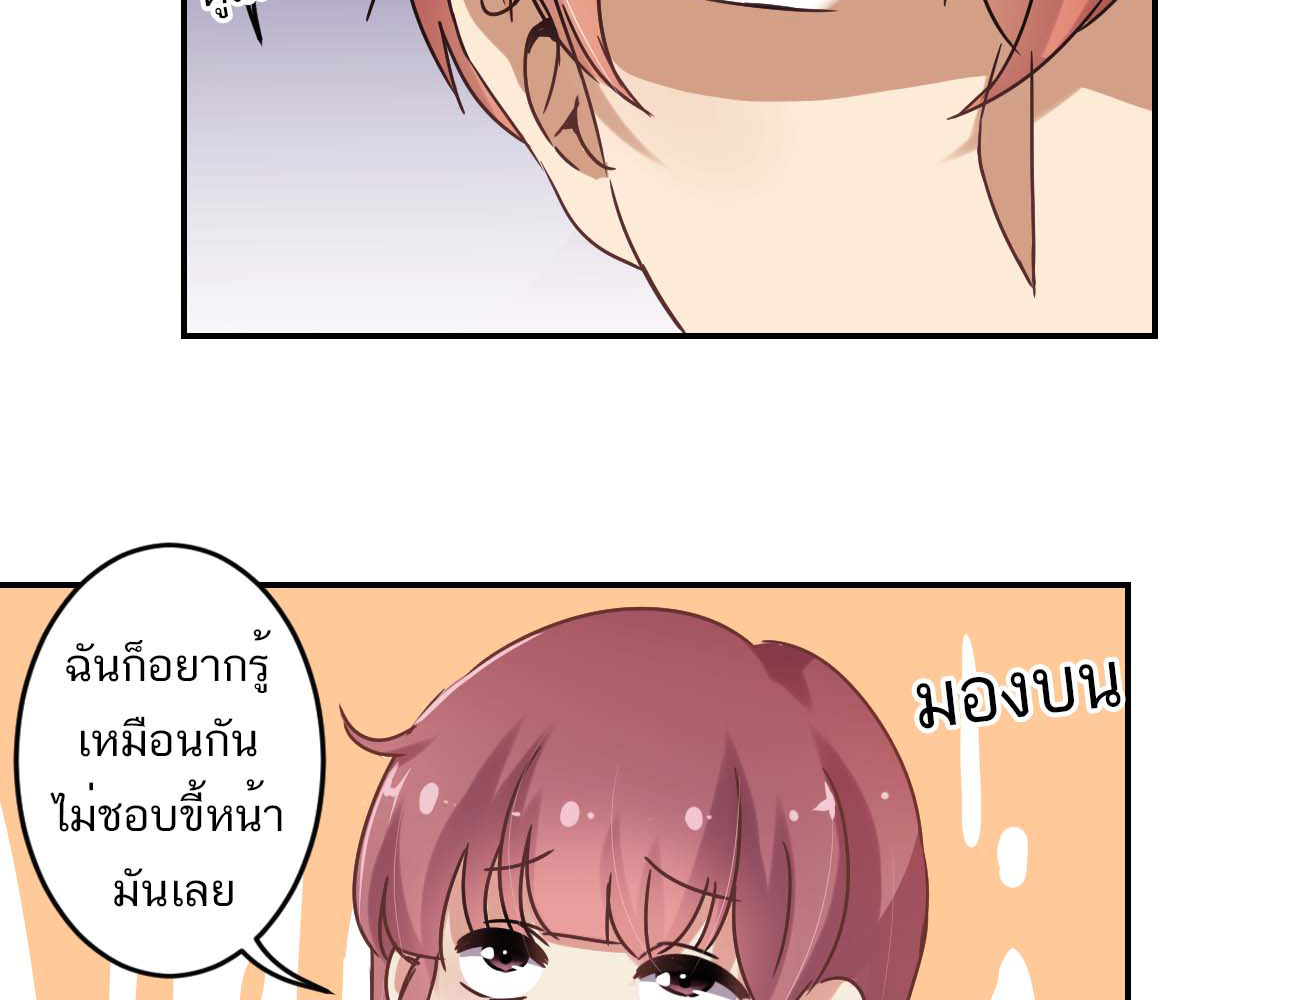 ฉันก็อยากรู้
เหมือนกัน
ไม่ชอบขี้หน้า
มันเลย
มองบน